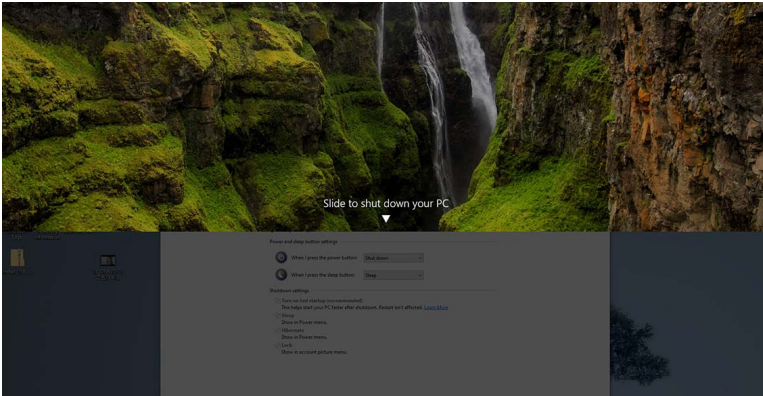 Slide to shut down your PC
Power and sleep button settings
When I press the power button: Shut down
When I press the sleep button: Sleep
Shutdown settings
Turn on fast startup (recommended)
This helps start your PC faster after shutdown. Restart isn't affected. Learn More
Sleep
Show in Power menu.
Hibernate
Show in Power menu.
Lock
Show in account picture menu.